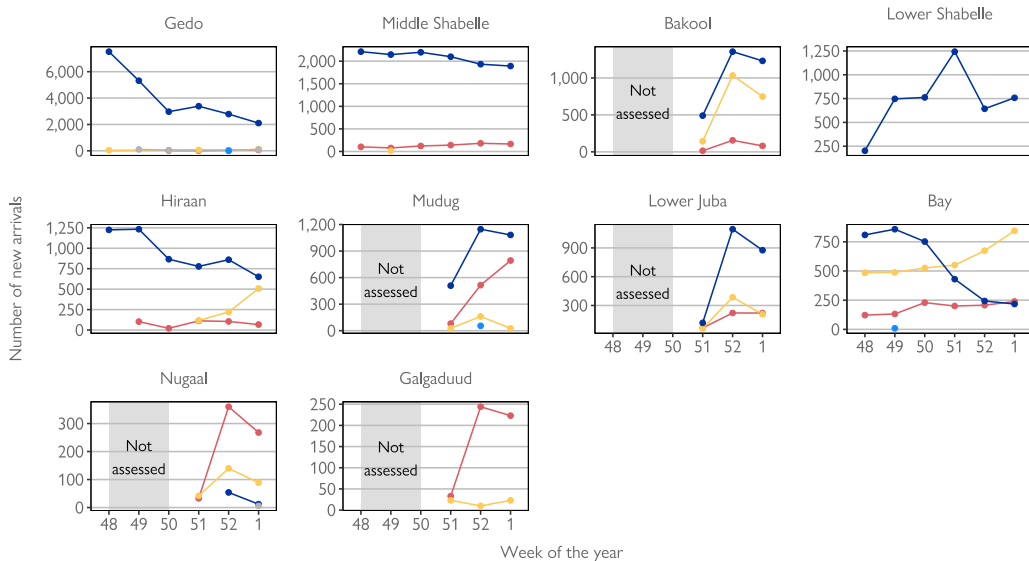 Gedo
Middle Shabelle
Bakool
Lower Shabelle
6,000
4,000
2,000
0
2,000
1,500
1,000
500
0
1,000
500
0
Not
assessed
1,250
1,000
750
500
250
Hiraan
Mudug
Lower Juba
Bay
1,250
1,000
750
500
250
0
1,200
900
600
300
0
Not
assessed
900
600
300
Not
assessed
48 49 50 51 52 1
750
500
250
0
48 49 50 51 52 1
Nugaal
Galgaduud
300
200
100
0
Not
assessed
48 49 50 51 52 1
250
200
150
100
50
0
Not
assessed
48 49 50 51 52 1
Number of new arrivals
Week of the year